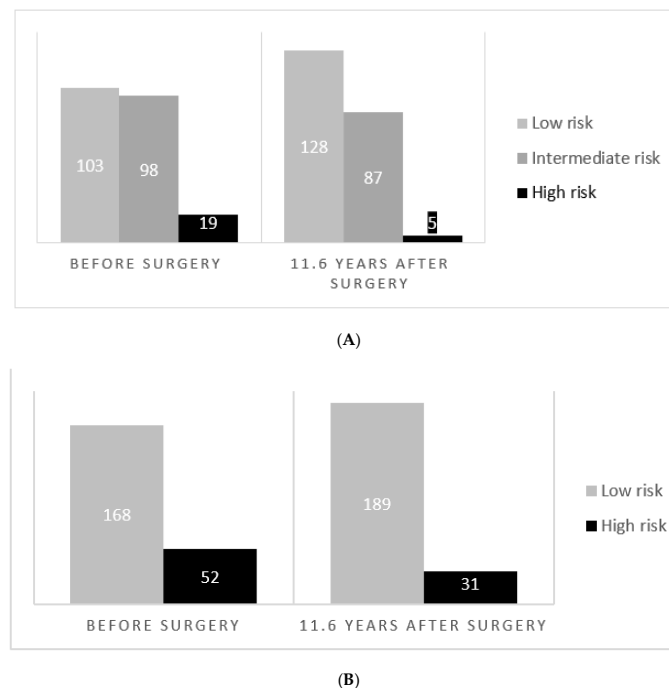 103
98
19
128
87
5
Low risk
Intermediate risk
High risk
BEFORE SURGERY
11.6 YEARS AFTER
SURGERY
(A)
168
52
189
31
Low risk
High risk
BEFORE SURGERY
11.6 YEARS AFTER SURGERY
(B)